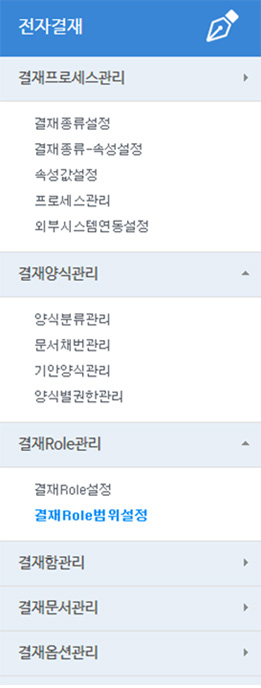 전자결재
결재프로세스관리
결재종류설정
결재종류-속성설정
속성값설정
프로세스관리
외부시스템연동설정
결재양식관리
양식분류관리
문서채번관리
기안양식관리
양식별권한관리
결재Role관리
결재Role설정
결재Role범위설정
결재함관리
결재문서관리
결재옵션관리